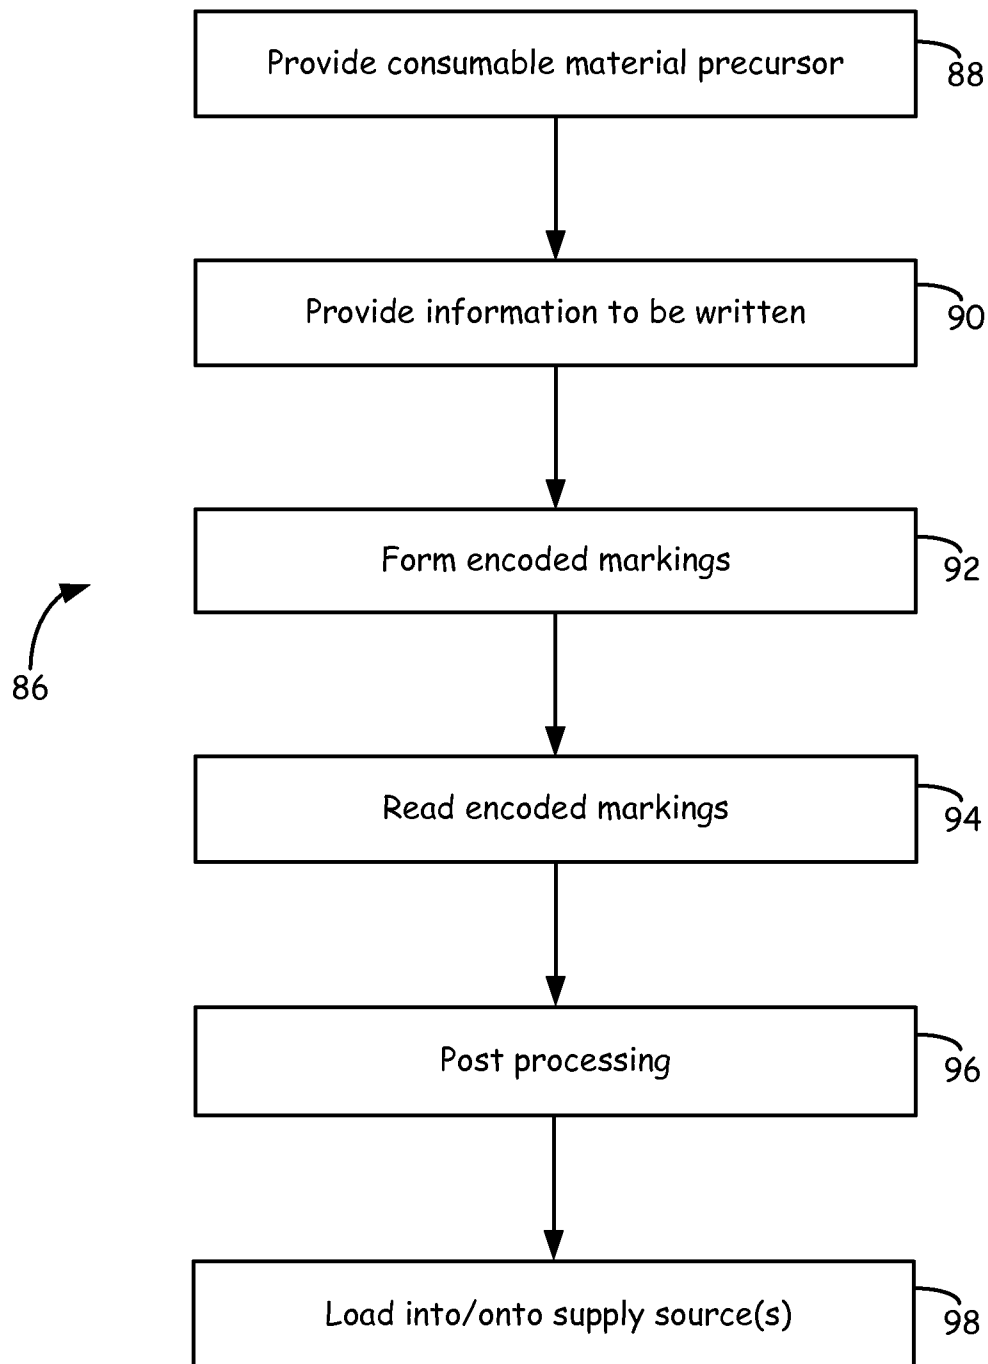 Provide consumable material precursor
88
Provide information to be written
90
Form encoded markings
92
86
Read encoded markings
94
Post processing
96
Load into/onto supply source(s)
98